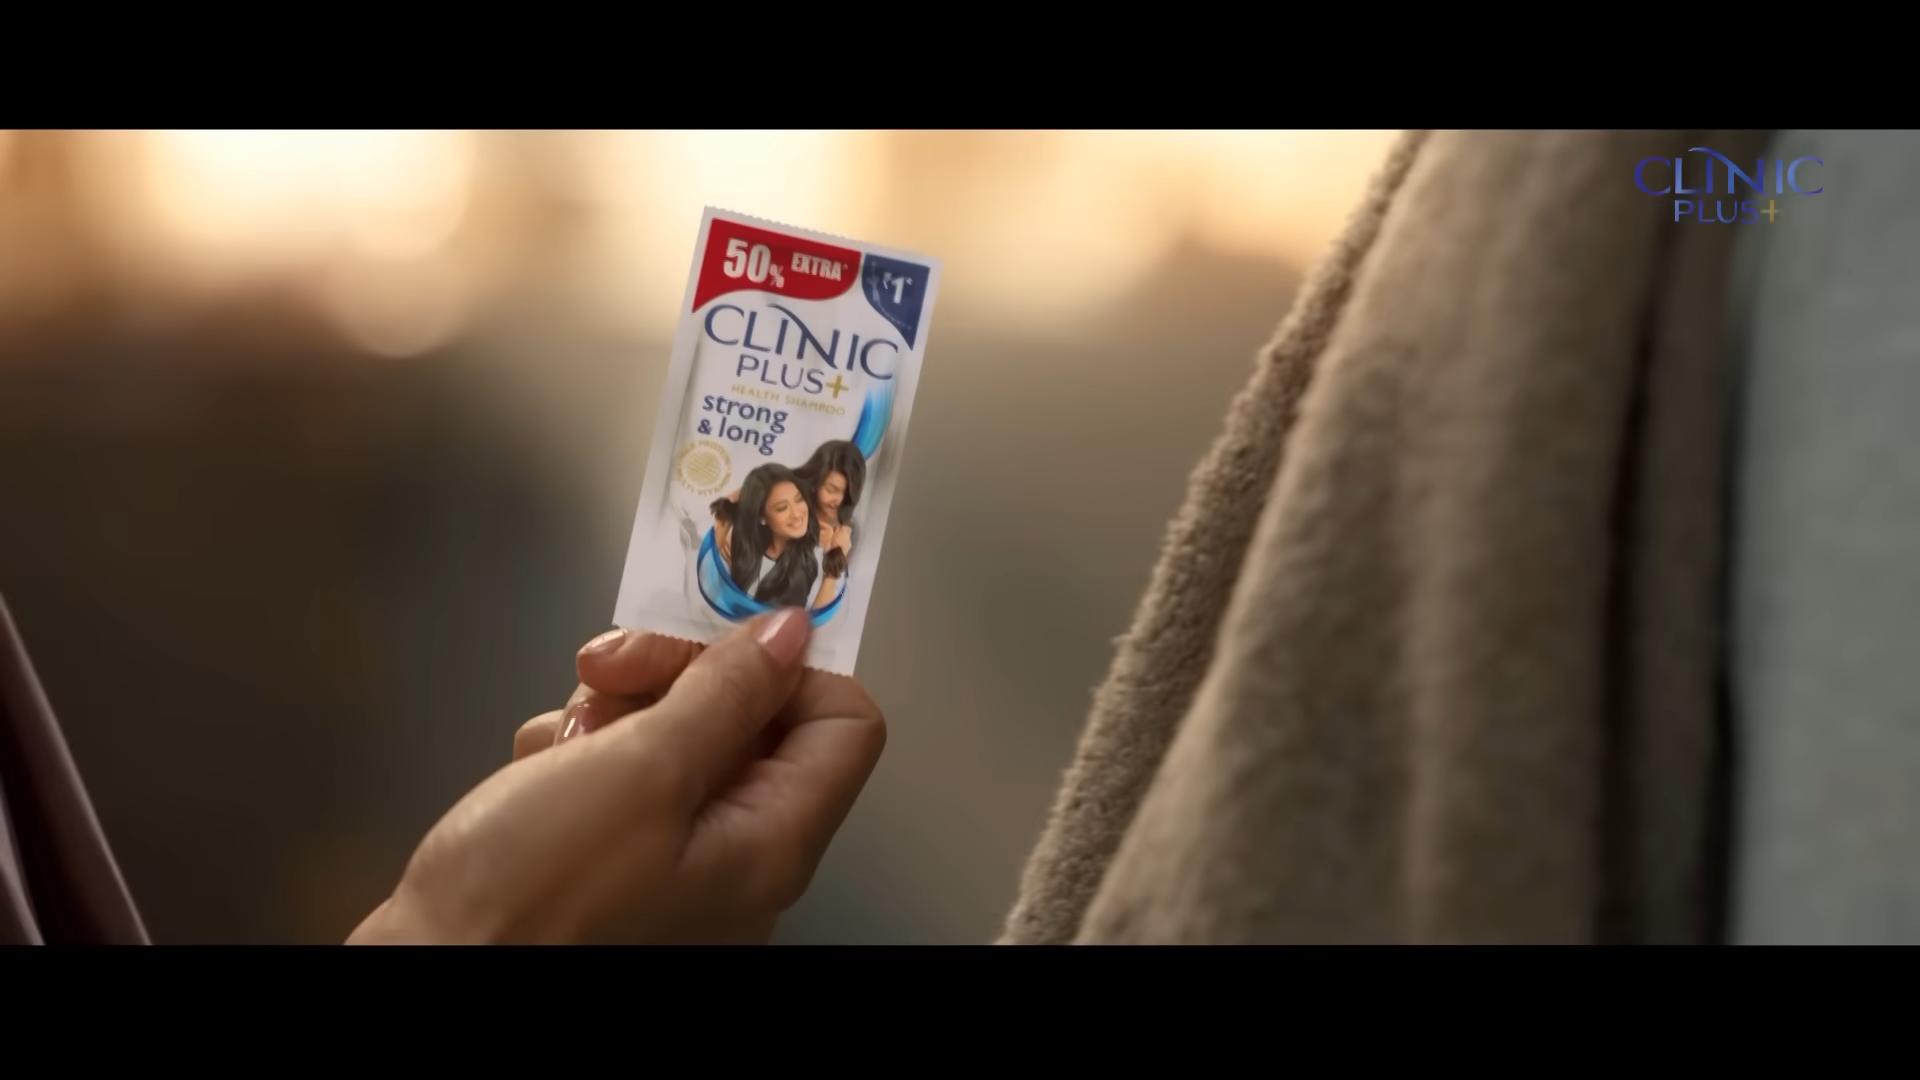 CLINIC
PLUS+
50% EXTRA^
₹1*
CLINIC
PLUS+
HEALTH SHAMPOO
strong
& long